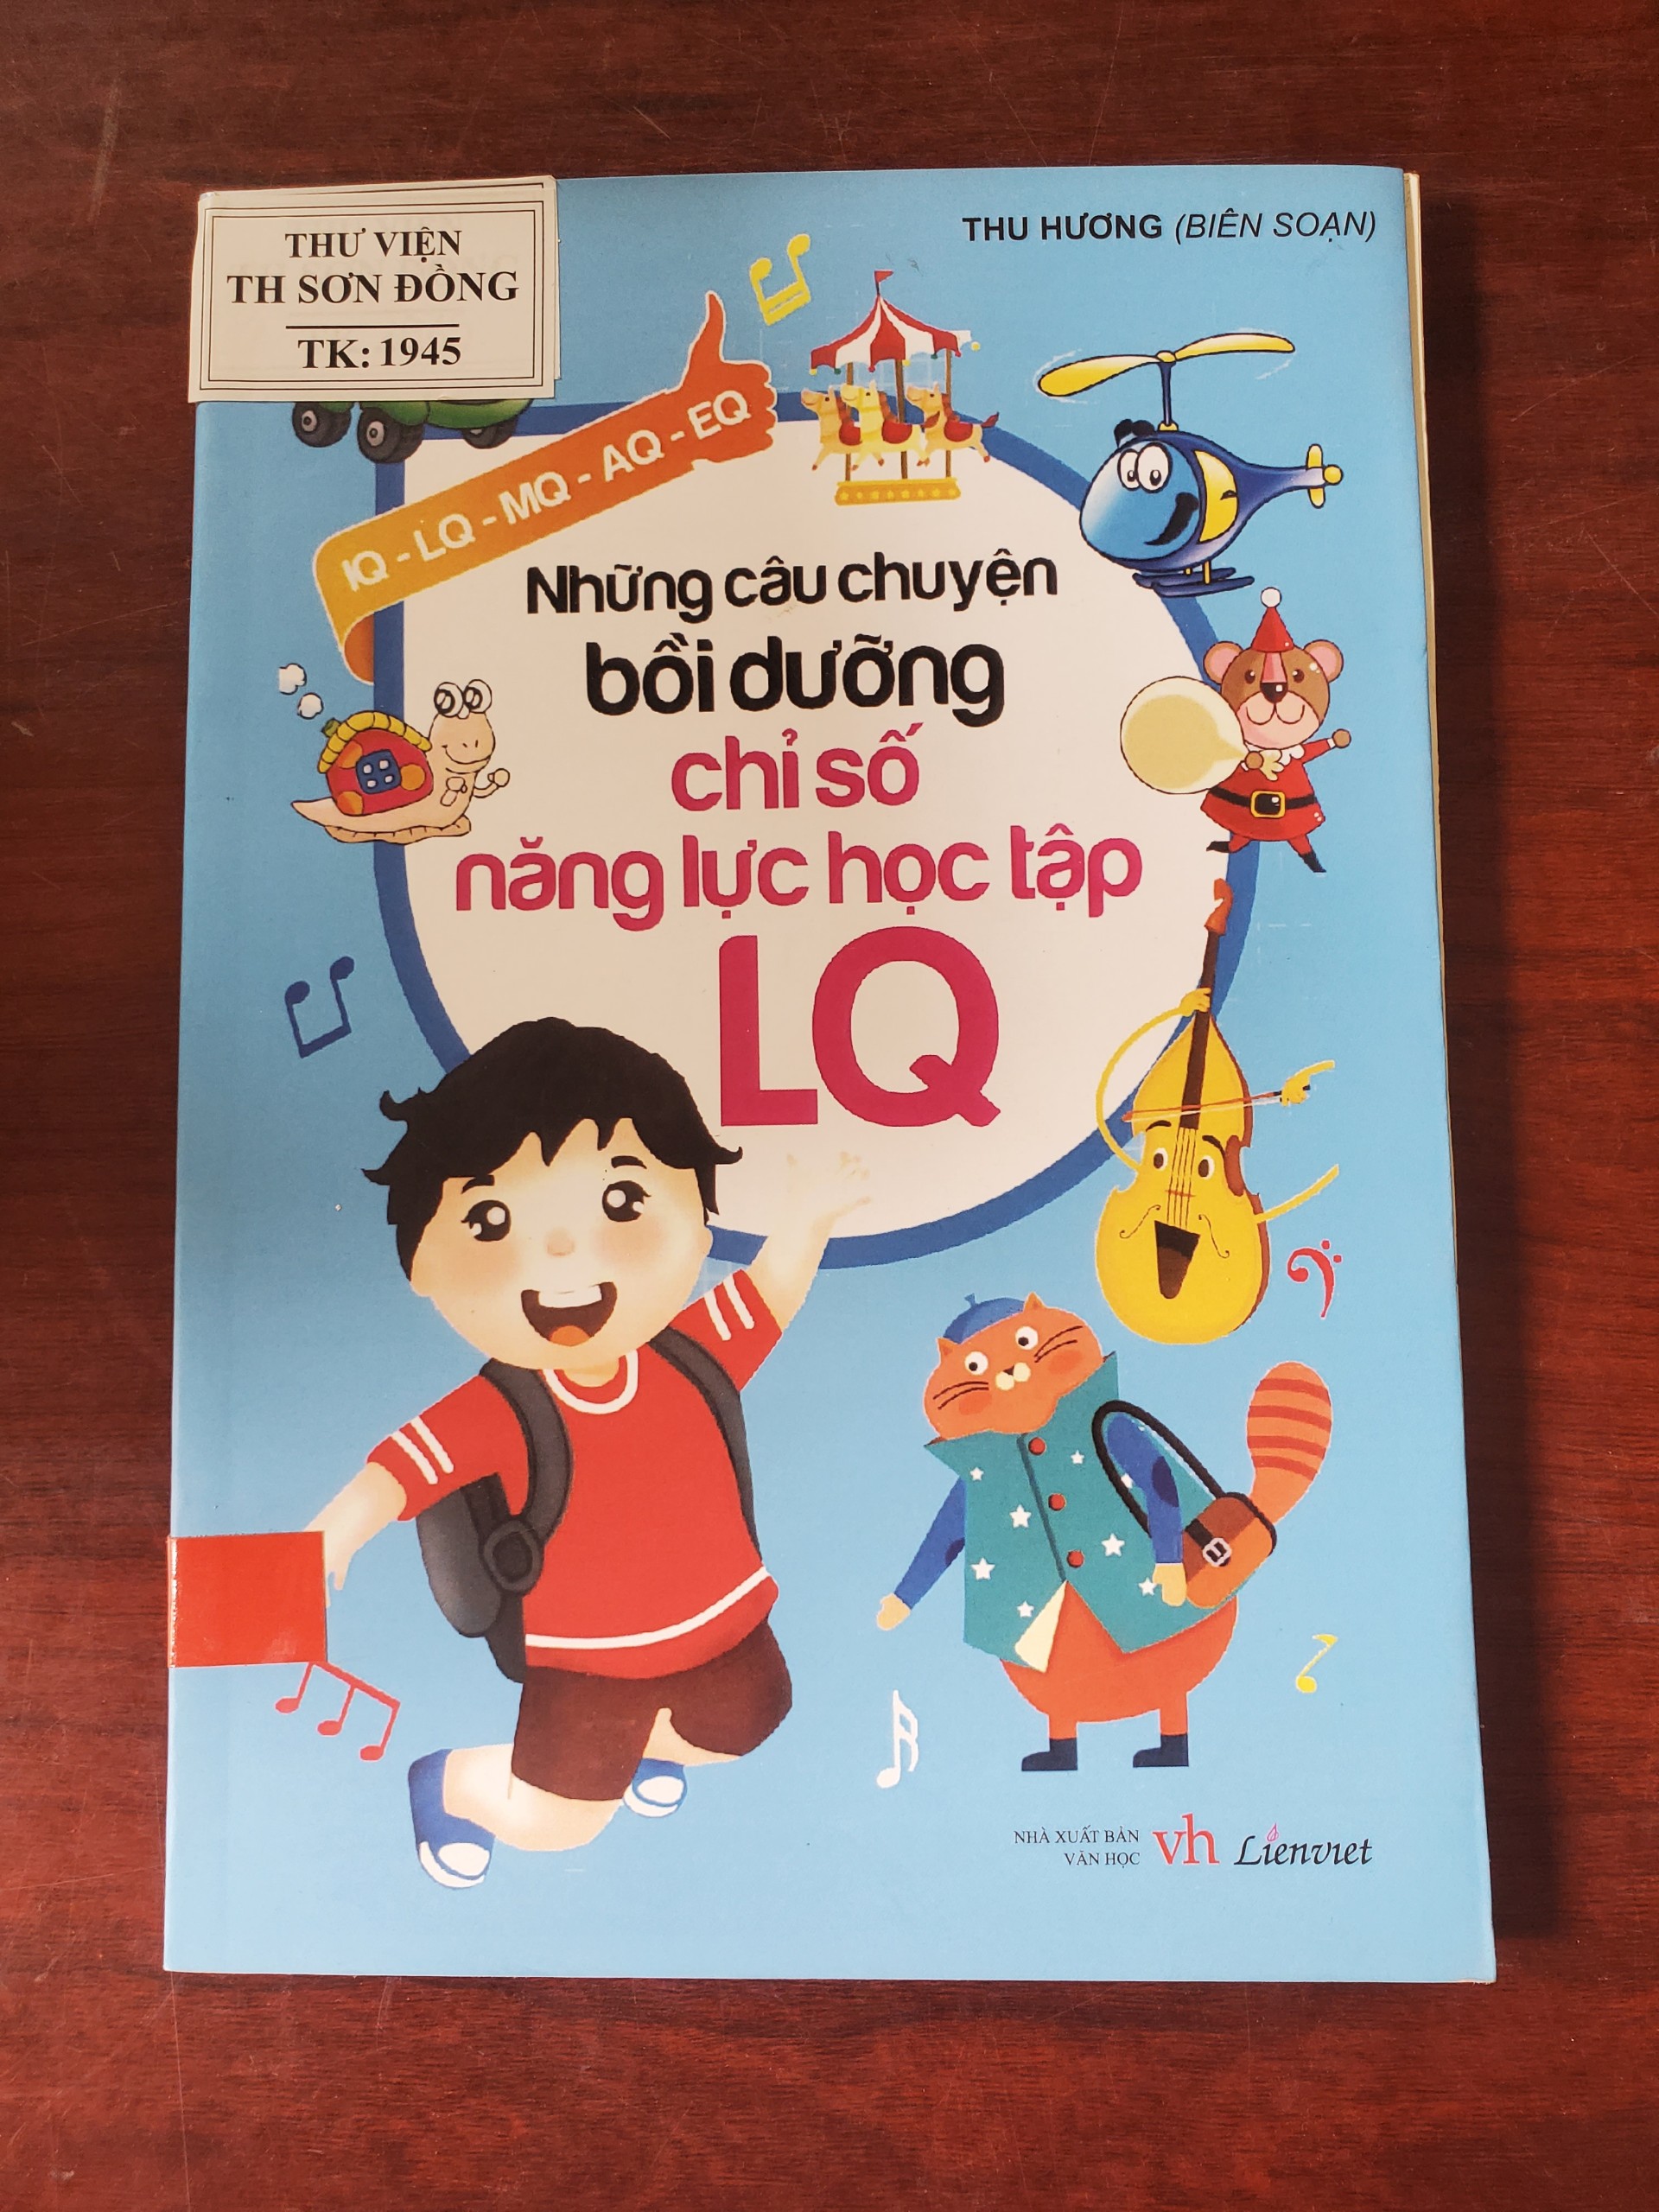 THƯ VIỆN
TH SƠN ĐỒNG
TK: 1945
THU HƯƠNG (BIÊN SOẠN)
IQ - LQ - MQ - AQ - EQ
Những câu chuyện
bồi dưỡng
chỉ số
năng lực học tập
LQ
NHÀ XUẤT BẢN
VĂN HỌC
vh
Lienviet